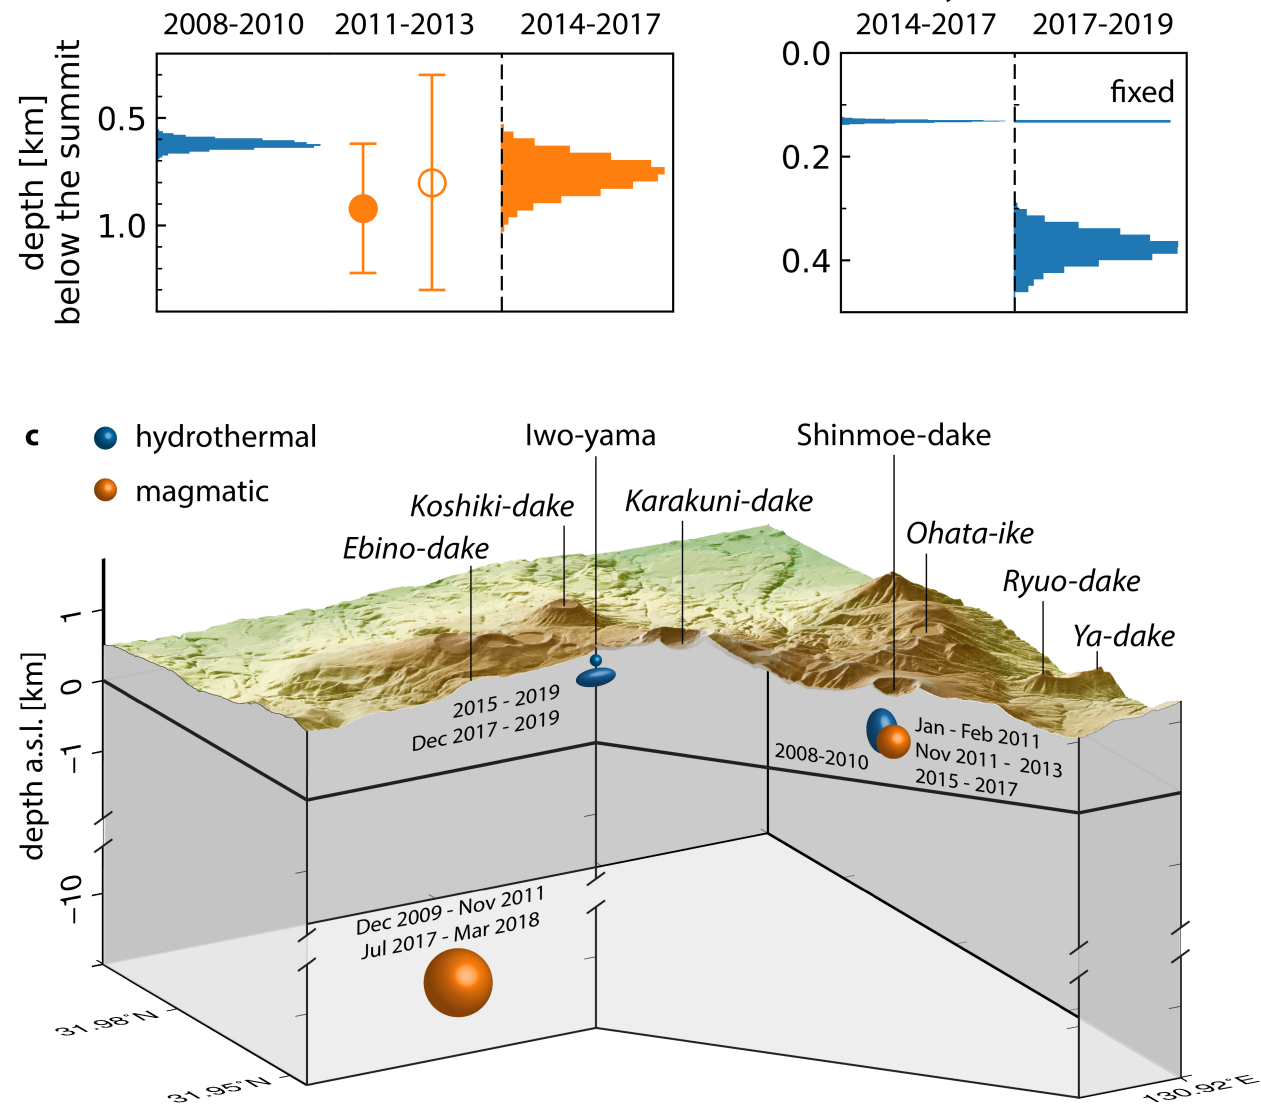 2008-2010 2011-2013 2014-2017
depth [km]
below the summit
0.5
1.0
2014-2017 2017-2019
0.0
0.2
0.4
fixed
c
hydrothermal
magmatic
Iwo-yama
Shinmoe-dake
Koshiki-dake
Karakuni-dake
Ebino-dake
Ohata-ike
Ryuo-dake
Ya-dake
depth a.s.l. [km]
1
0
−1
−10
2015 - 2019
Dec 2017 - 2019
2008-2010
Jan - Feb 2011
Nov 2011 - 2013
2015 - 2017
Dec 2009 - Nov 2011
Jul 2017 - Mar 2018
31.98°N
31.95°N
130.92°E